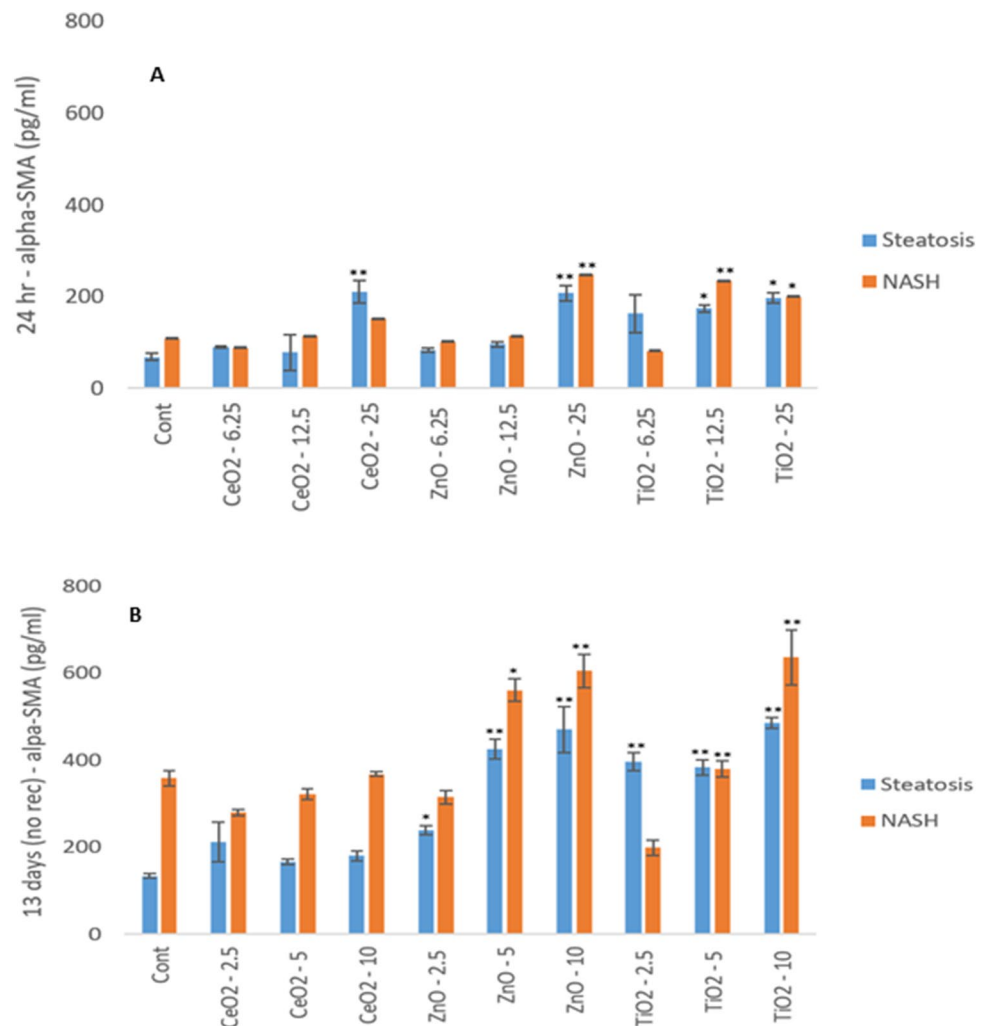 800
A
600
400
200
0
24 hr - alpha-SMA (pg/ml)
** ** ** * ** * *
Steatosis
NASH
Cont
CeO2 - 6.25
CeO2 - 12.5
CeO2 - 25
ZnO - 6.25
ZnO - 12.5
ZnO - 25
TiO2 - 6.25
TiO2 - 12.5
TiO2 - 25
800
B
600
400
200
0
13 days (no rec) - alpa-SMA (pg/ml)
* ** * ** ** ** ** ** ** **
Steatosis
NASH
Cont
CeO2 - 2.5
CeO2 - 5
CeO2 - 10
ZnO - 2.5
ZnO - 5
ZnO - 10
TiO2 - 2.5
TiO2 - 5
TiO2 - 10